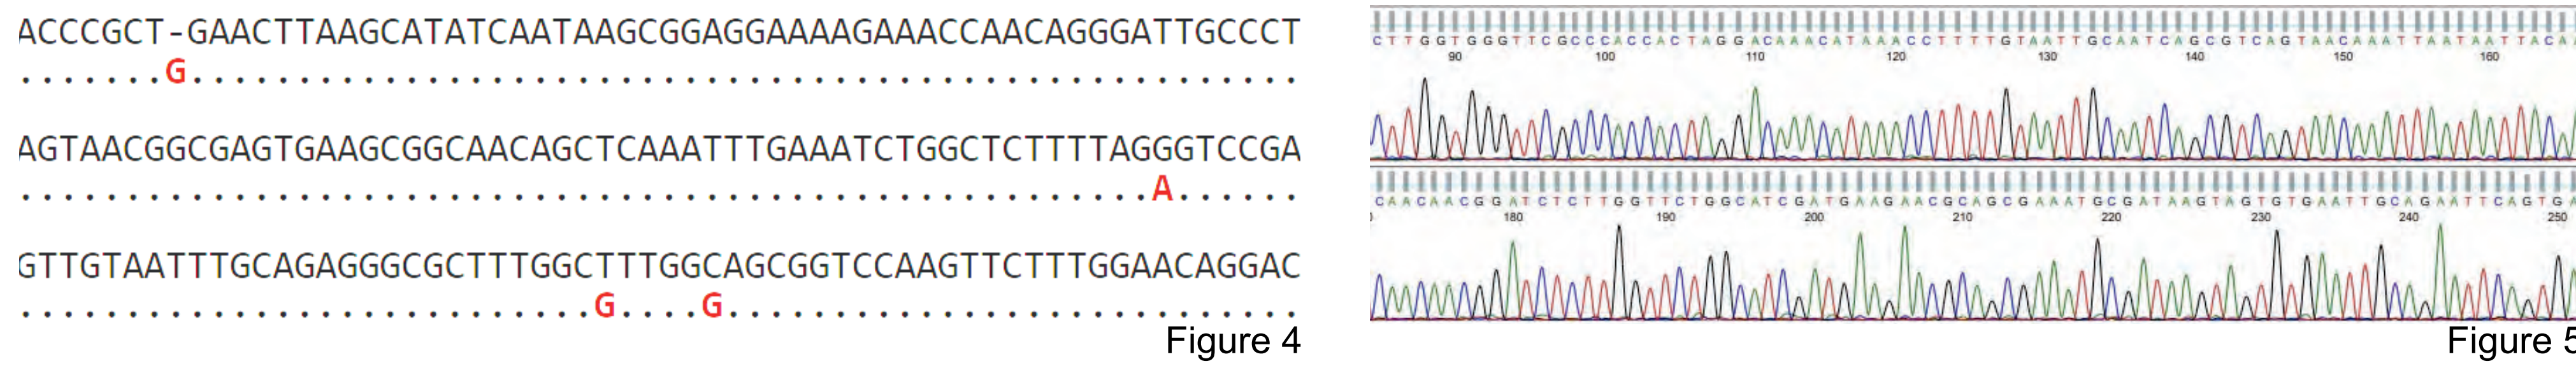 ACCCGCT-GAACTTAAGCATATCAATAAGCGGAGGAAAAGAAACCAACAGGGATTGCCCT
.......G....................................................
AGTAACGGCGAGTGAAGCGGCAACAGCTCAAATTTGAAATCTGGCTCTTTTAGGGTCCGA
.....................................................A......
GTTGTAATTTGCAGAGGGCGCTTTGGCTTTGGCAGCGGTCCAAGTTCTTTGGAACAGGAC
...........................G....G...........................
Figure 4
CTTGGTGGGTTCGCCCACCACTAGGACAAACATAAACCTTTTGTAATTGCAATCAGCGTCAGTAACAAATTAATAATTACA
90 100 110 120 130 140 150 160
CAACAACGGATCTCTTGGTTCTGGCATCGATGAAGAACGCAGCGAAATGCGATAAGTAGTGTGAATTGCAGAATTCAGTGA
180 190 200 210 220 230 240 250
Figure 5